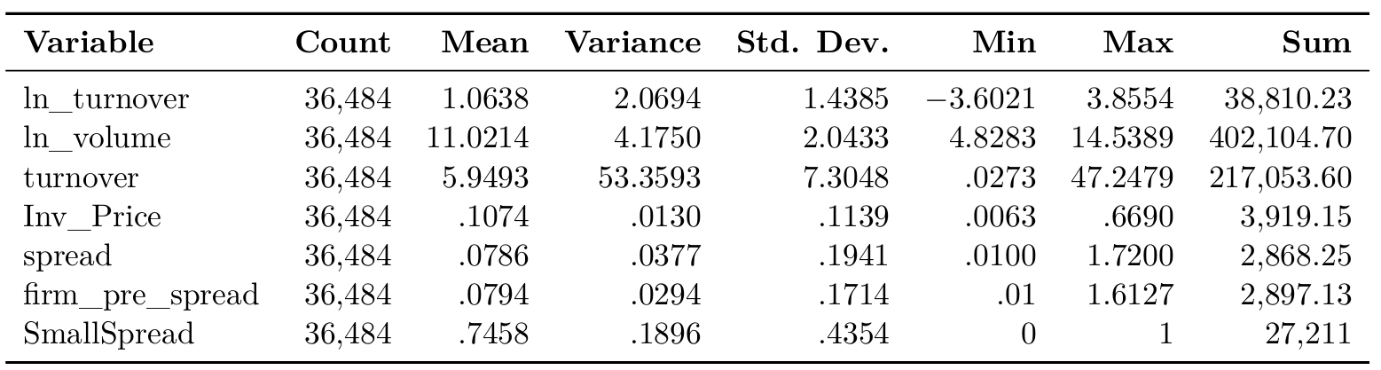 Variable Count Mean Variance Std. Dev. Min Max Sum
ln_turnover 36,484 1.0638 2.0694 1.4385 −3.6021 3.8554 38,810.23
ln_volume 36,484 11.0214 4.1750 2.0433 4.8283 14.5389 402,104.70
turnover 36,484 5.9493 53.3593 7.3048 .0273 47.2479 217,053.60
Inv_Price 36,484 .1074 .0130 .1139 .0063 .6690 3,919.15
spread 36,484 .0786 .0377 .1941 .0100 1.7200 2,868.25
firm_pre_spread 36,484 .0794 .0294 .1714 .01 1.6127 2,897.13
SmallSpread 36,484 .7458 .1896 .4354 0 1 27,211